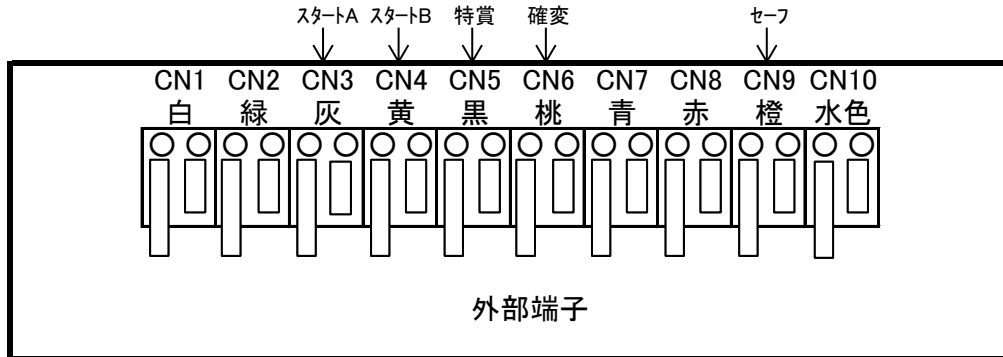 ｽﾀｰﾄA ｽﾀｰﾄB 特賞 確変 ｾｰﾌ
CN1 CN2 CN3 CN4 CN5 CN6 CN7 CN8 CN9 CN10
白 緑 灰 黄 黒 桃 青 赤 橙 水色
外部端子